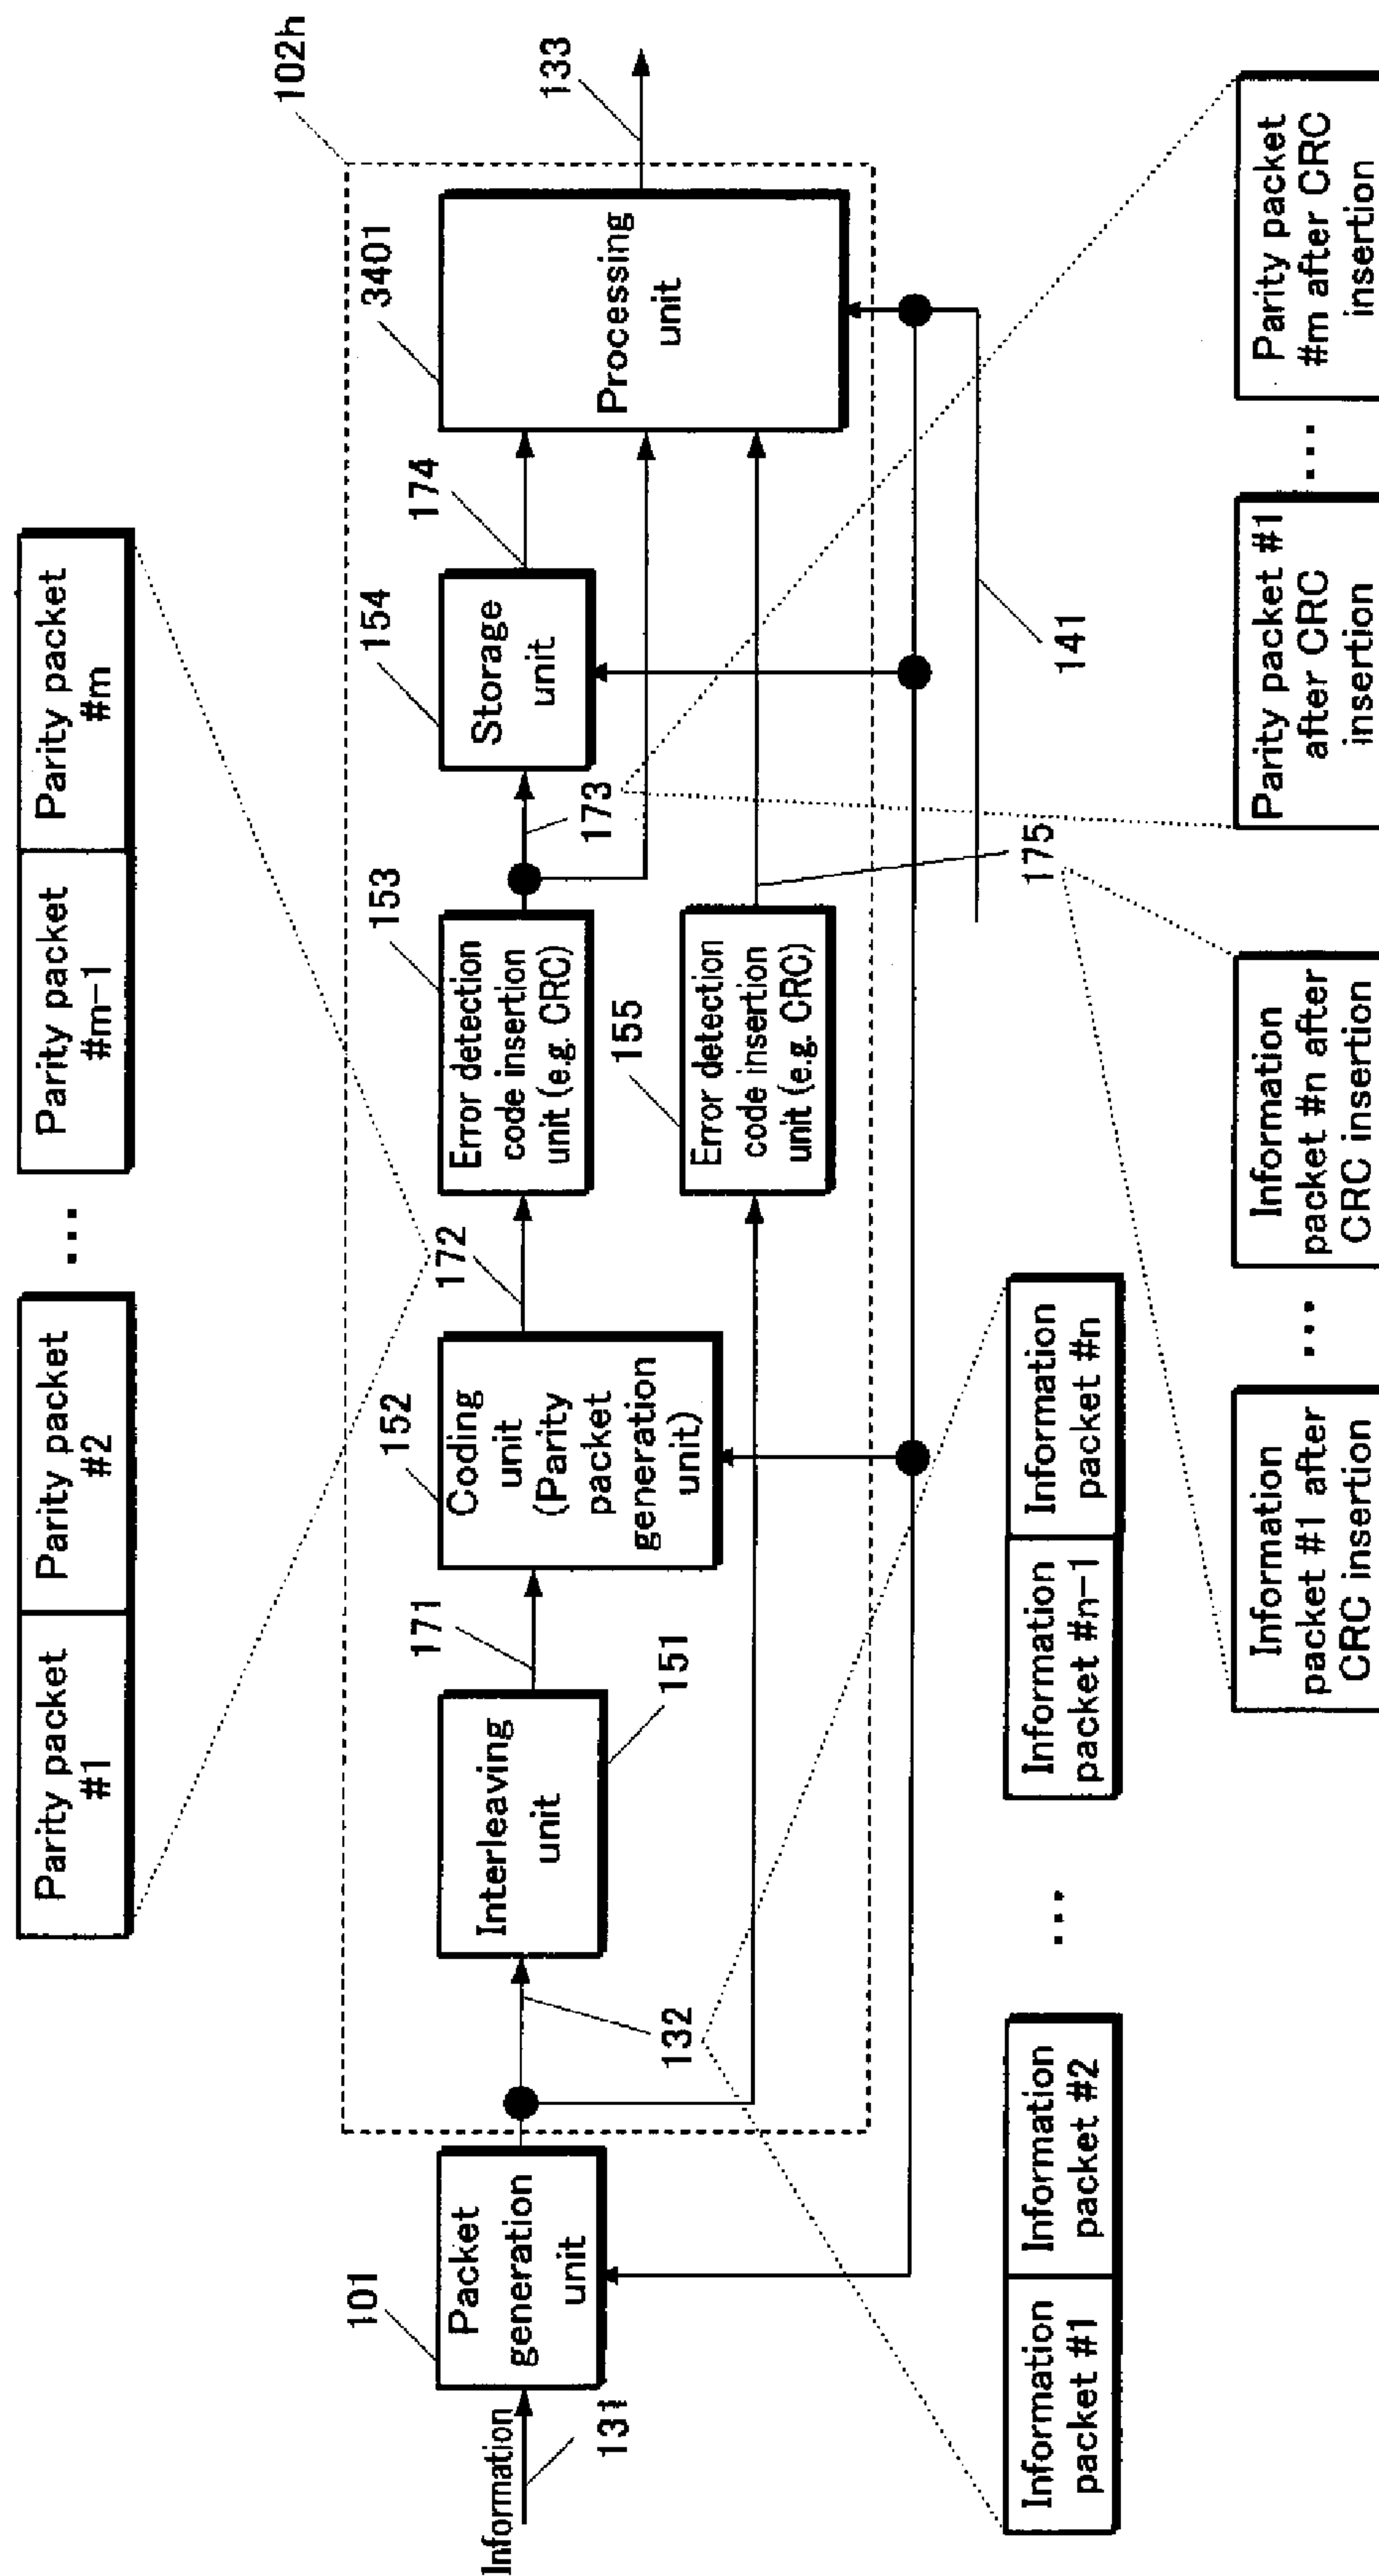 Parity packet
#1
Parity packet
#2
...
Parity packet
#m-1
Parity packet
#m
102h
Information
131
101
Packet
generation
unit
132
Interleaving
unit
151
171
152
Coding
unit
(Parity
packet
generation
unit)
172
153
Error detection
code insertion
unit (e.g. CRC)
155
Error detection
code insertion
unit (e.g. CRC)
173
154
Storage
unit
174
3401
Processing
unit
133
175
141
Information
packet #1
Information
packet #2
...
Information
packet #n-1
Information
packet #n
Information
packet #1 after
CRC insertion
...
Information
packet #n after
CRC insertion
Parity packet #1
after CRC
insertion
...
Parity packet
#m after CRC
insertion